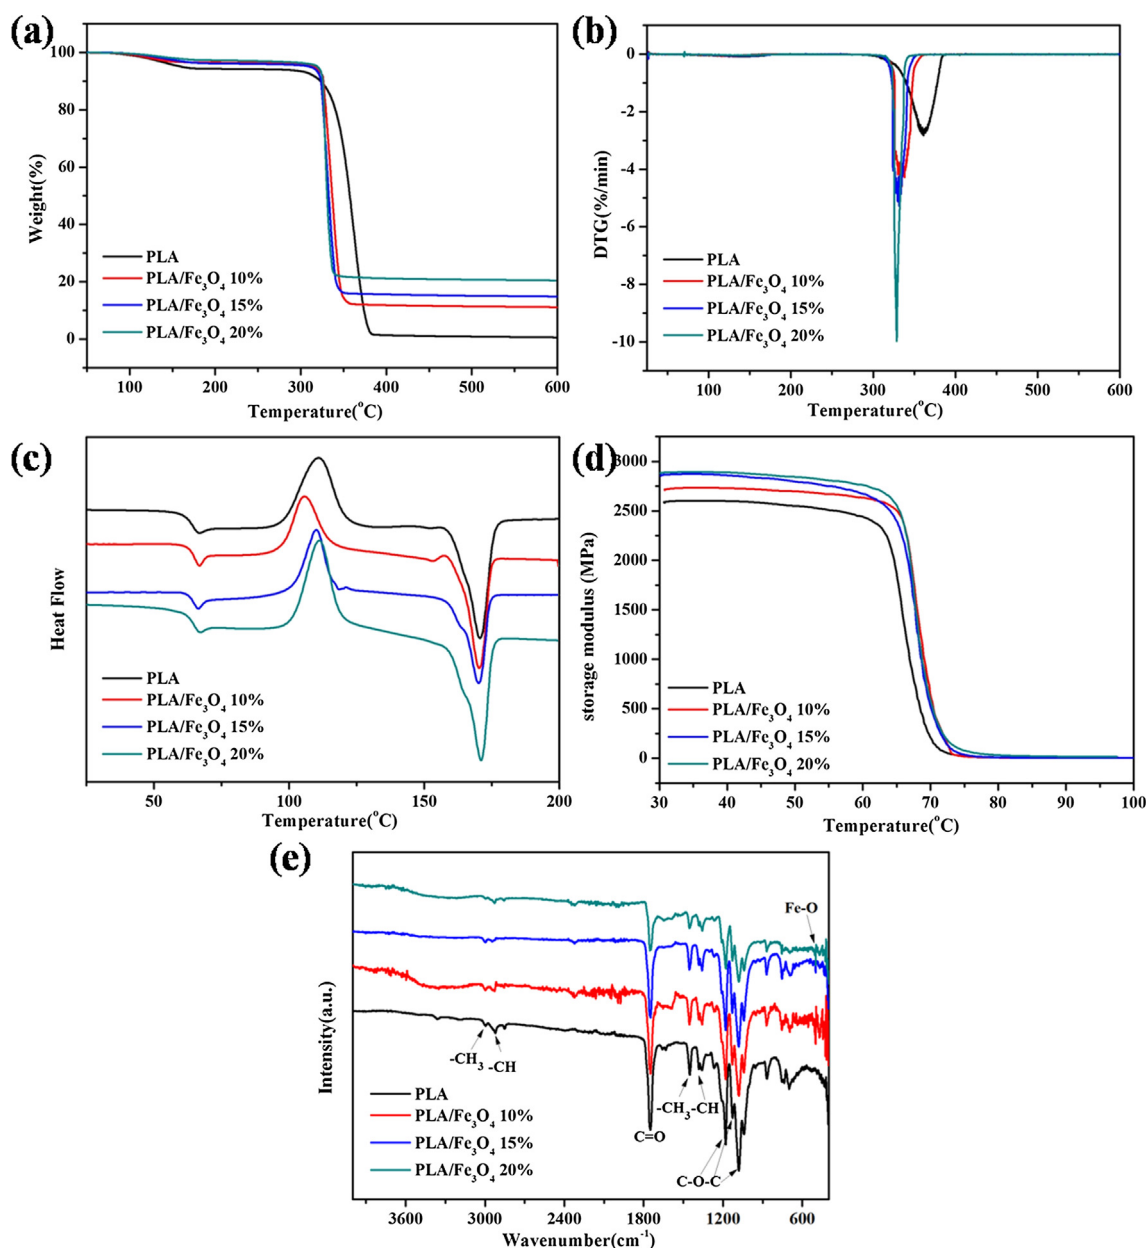 (a)
100
80
60
40
20
0
Weight(%)
PLA
PLA/Fe₃O₄ 10%
PLA/Fe₃O₄ 15%
PLA/Fe₃O₄ 20%
100 200 300 400 500 600
Temperature(°C)
(b)
0
-2
-4
-6
-8
-10
DTG(%/min)
PLA
PLA/Fe₃O₄ 10%
PLA/Fe₃O₄ 15%
PLA/Fe₃O₄ 20%
100 200 300 400 500 600
Temperature(°C)
(c)
Heat Flow
PLA
PLA/Fe₃O₄ 10%
PLA/Fe₃O₄ 15%
PLA/Fe₃O₄ 20%
50 100 150 200
Temperature(°C)
(d)
3000
2500
2000
1500
1000
500
0
storage modulus (MPa)
PLA
PLA/Fe₃O₄ 10%
PLA/Fe₃O₄ 15%
PLA/Fe₃O₄ 20%
30 40 50 60 70 80 90 100
Temperature(°C)
(e)
Intensity(a.u.)
Fe-O
-CH₃ -CH
-CH₃-CH
C=O
C-O-C
PLA
PLA/Fe₃O₄ 10%
PLA/Fe₃O₄ 15%
PLA/Fe₃O₄ 20%
3600 3000 2400 1800 1200 600
Wavenumber(cm⁻¹)